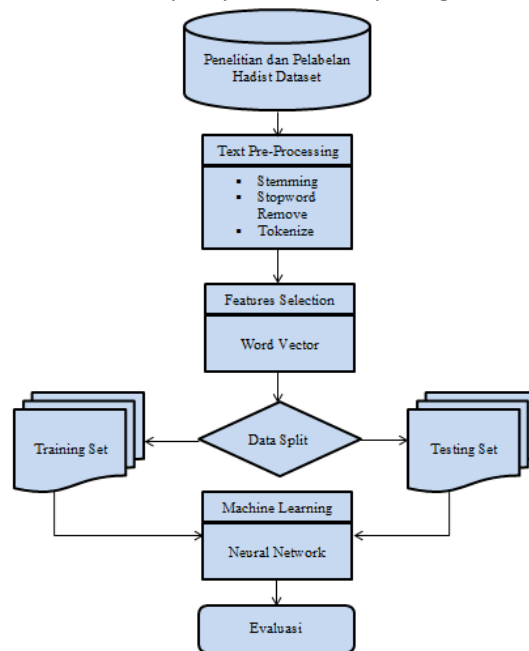 Penelitian dan Pelabelan
Hadist Dataset
Text Pre-Processing
▪ Stemming
▪ Stopword
Remove
▪ Tokenize
Features Selection
Word Vector
Data Split
Training Set
Testing Set
Machine Learning
Neural Network
Evaluasi